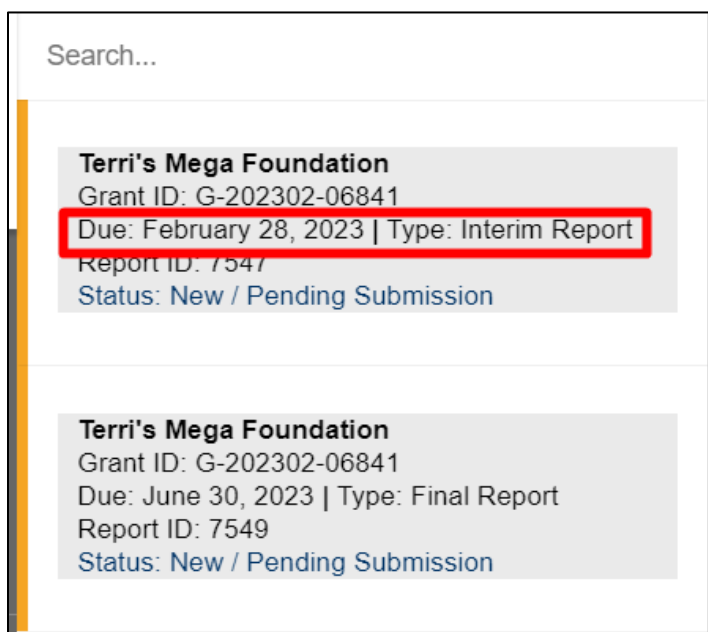 Search...
Terri's Mega Foundation
Grant ID: G-202302-06841
Due: February 28, 2023 | Type: Interim Report
Report ID: 7547
Status: New / Pending Submission
Terri's Mega Foundation
Grant ID: G-202302-06841
Due: June 30, 2023 | Type: Final Report
Report ID: 7549
Status: New / Pending Submission